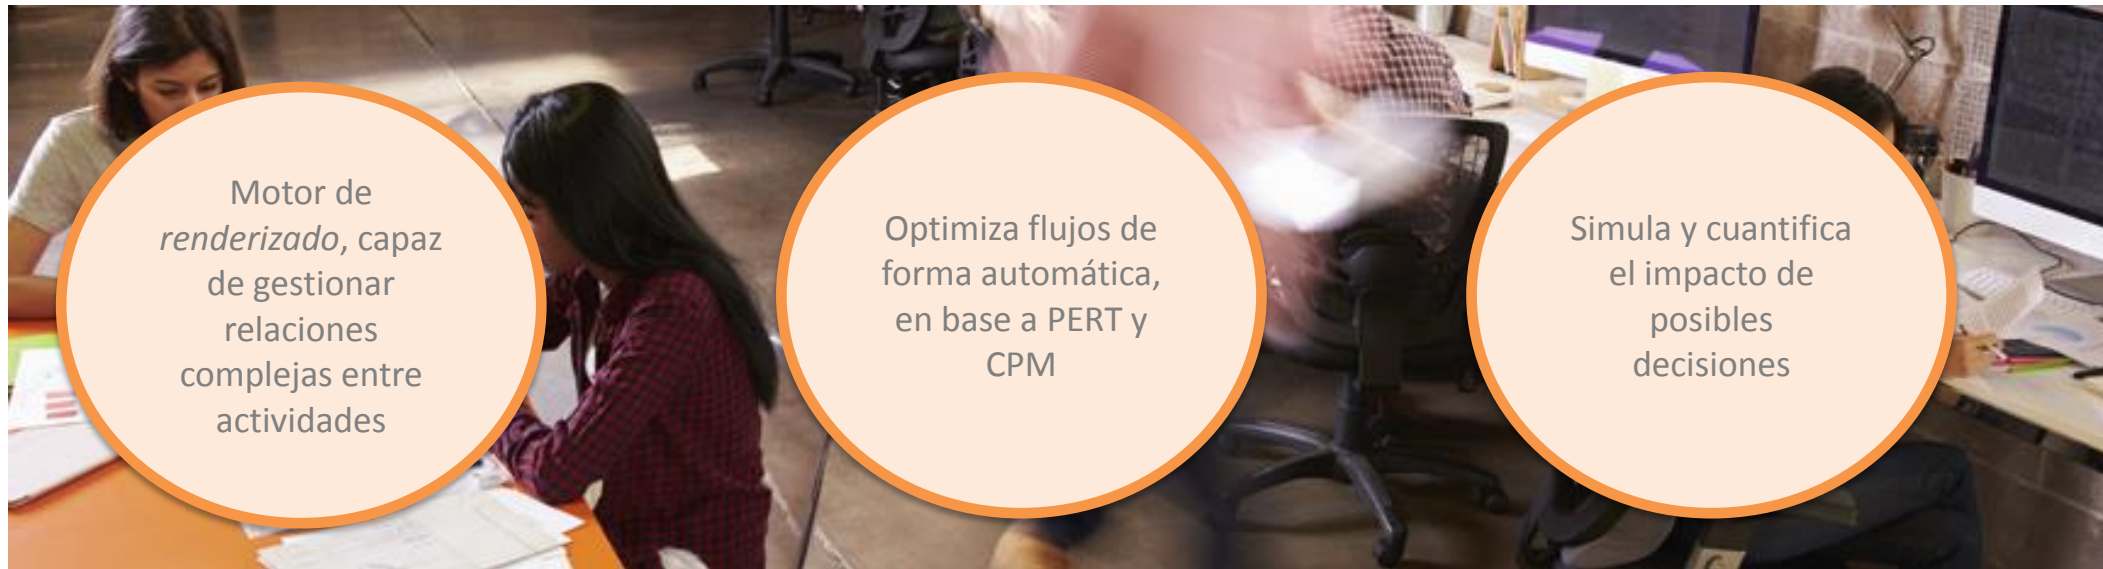 Motor de
renderizado, capaz
de gestionar
relaciones
complejas entre
actividades
Optimiza flujos de
forma automática,
en base a PERT y
CPM
Simula y cuantifica
el impacto de
posibles
decisiones